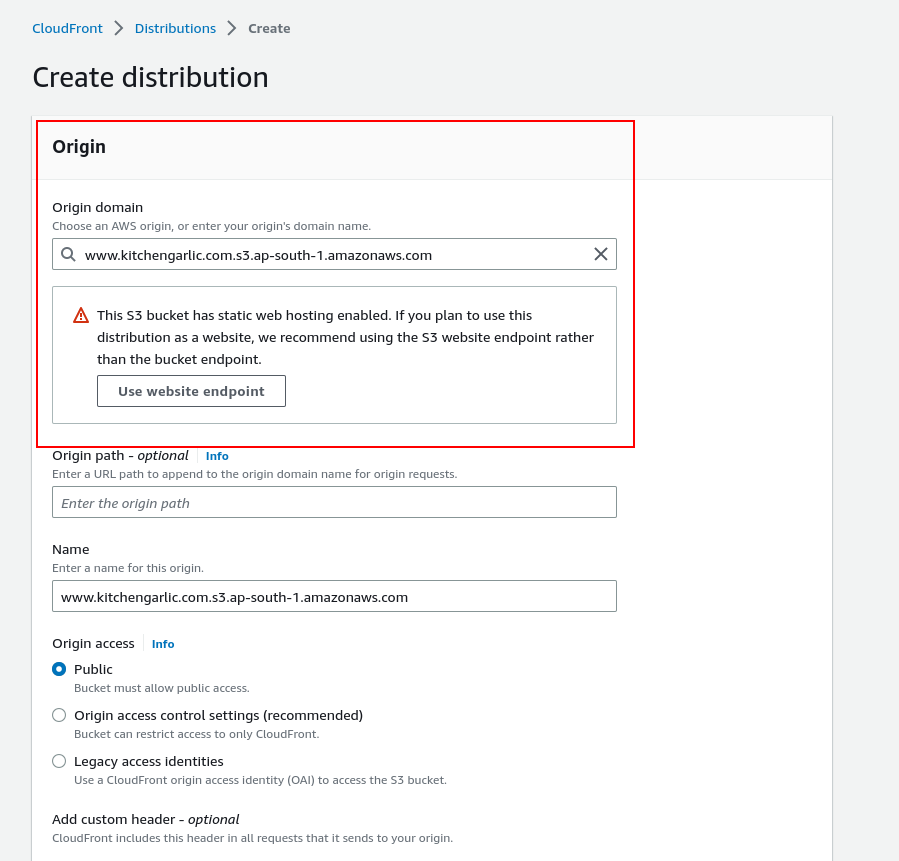 CloudFront > Distributions > Create
Create distribution
Origin
Origin domain
Choose an AWS origin, or enter your origin's domain name.
www.kitchengarlic.com.s3.ap-south-1.amazonaws.com
This S3 bucket has static web hosting enabled. If you plan to use this
distribution as a website, we recommend using the S3 website endpoint rather
than the bucket endpoint.
Use website endpoint
Origin path - optional Info
Enter a URL path to append to the origin domain name for origin requests.
Enter the origin path
Name
Enter a name for this origin.
www.kitchengarlic.com.s3.ap-south-1.amazonaws.com
Origin access Info
Public
Bucket must allow public access.
Origin access control settings (recommended)
Bucket can restrict access to only CloudFront.
Legacy access identities
Use a CloudFront origin access identity (OAI) to access the S3 bucket.
Add custom header - optional
CloudFront includes this header in all requests that it sends to your origin.